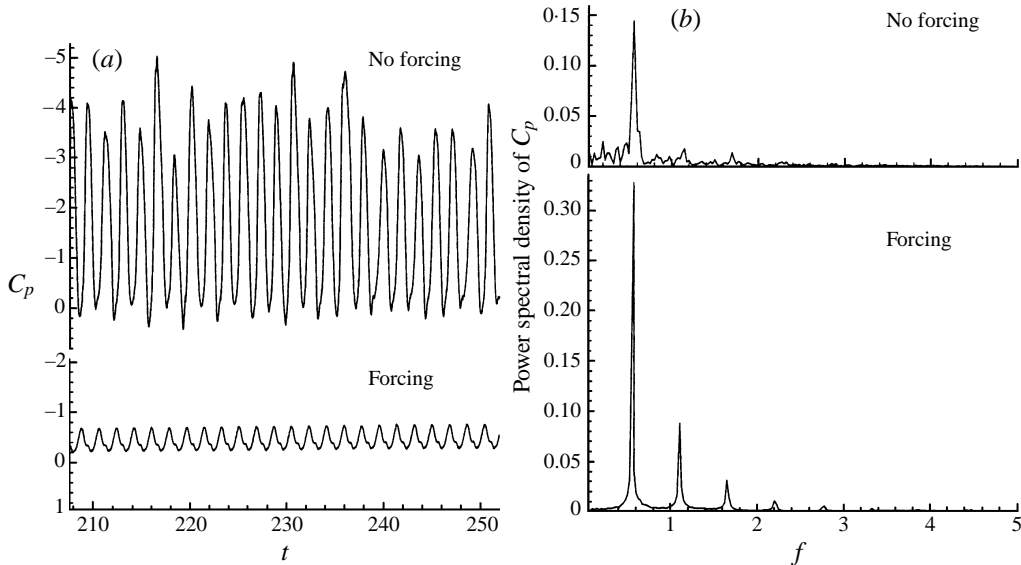 (a)
No forcing
–5
–4
–3
–2
–1
0
C_p
Forcing
–2
–1
0
1
210 220 230 240 250
t
(b)
No forcing
0·15
0.10
0.05
0
Power spectral density of C_p
Forcing
0.30
0.25
0.20
0.15
0.10
0.05
0
1 2 3 4 5
f